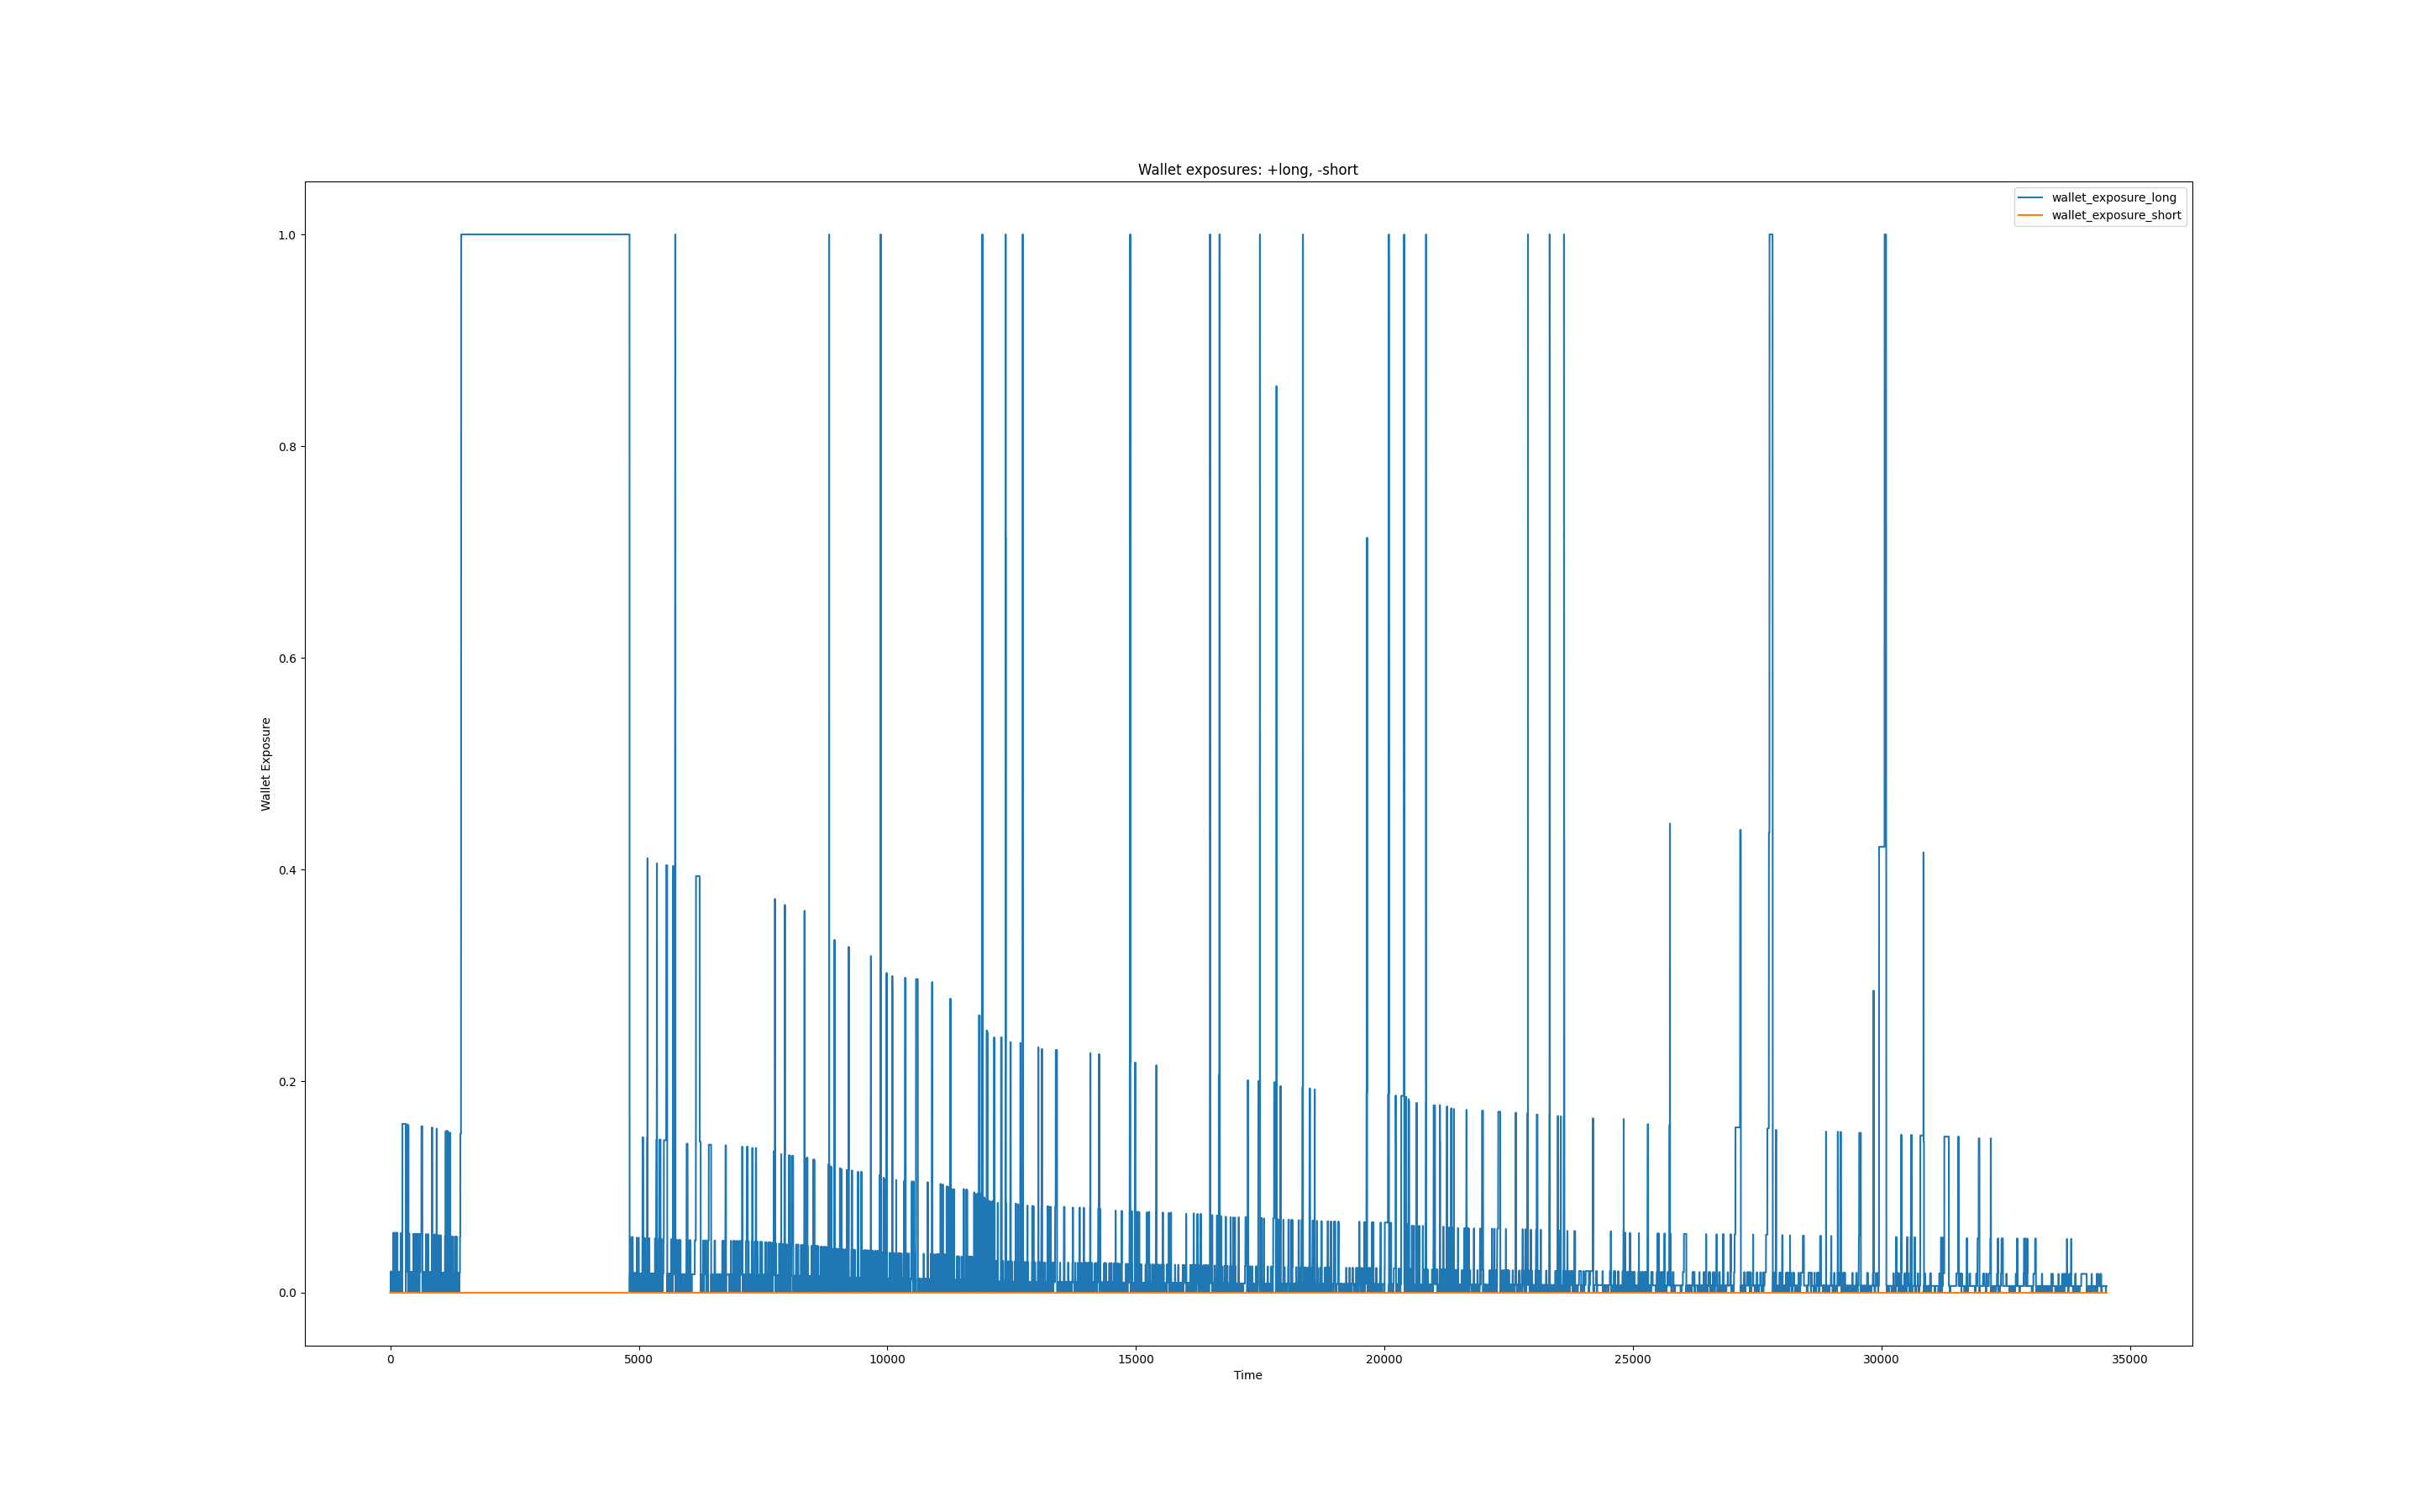 Wallet exposures: +long, -short
wallet_exposure_long
wallet_exposure_short
1.0
0.8
0.6
0.4
0.2
0.0
Wallet Exposure
0 5000 10000 15000 20000 25000 30000 35000
Time